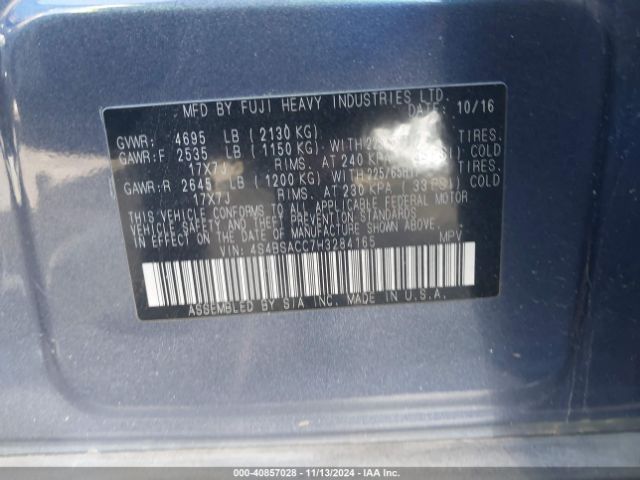 MFD BY FUJI HEAVY INDUSTRIES LTD.
DATE: 10/16
GVWR: 4695 LB (2130 KG)
GAWR:F 2535 LB (1150 KG) WITH TIRES.
17X7J RIMS. AT 240 COLD
GAWR:R 2645 LB (1200 KG) WITH 225/65R17 TIRES.
17X7J RIMS. AT 230 KPA (33 PSI) COLD
THIS VEHICLE CONFORMS TO ALL APPLICABLE FEDERAL MOTOR
VEHICLE SAFETY AND THEFT PREVENTION STANDARDS
IN EFFECT ON THE DATE OF MANUFACTURE SHOWN ABOVE.
VIN: 4S4BSACC7H3284165 MPV
ASSEMBLED BY SIA INC. MADE IN U.S.A.
000-40857028 — 11/13/2024 — IAA Inc.